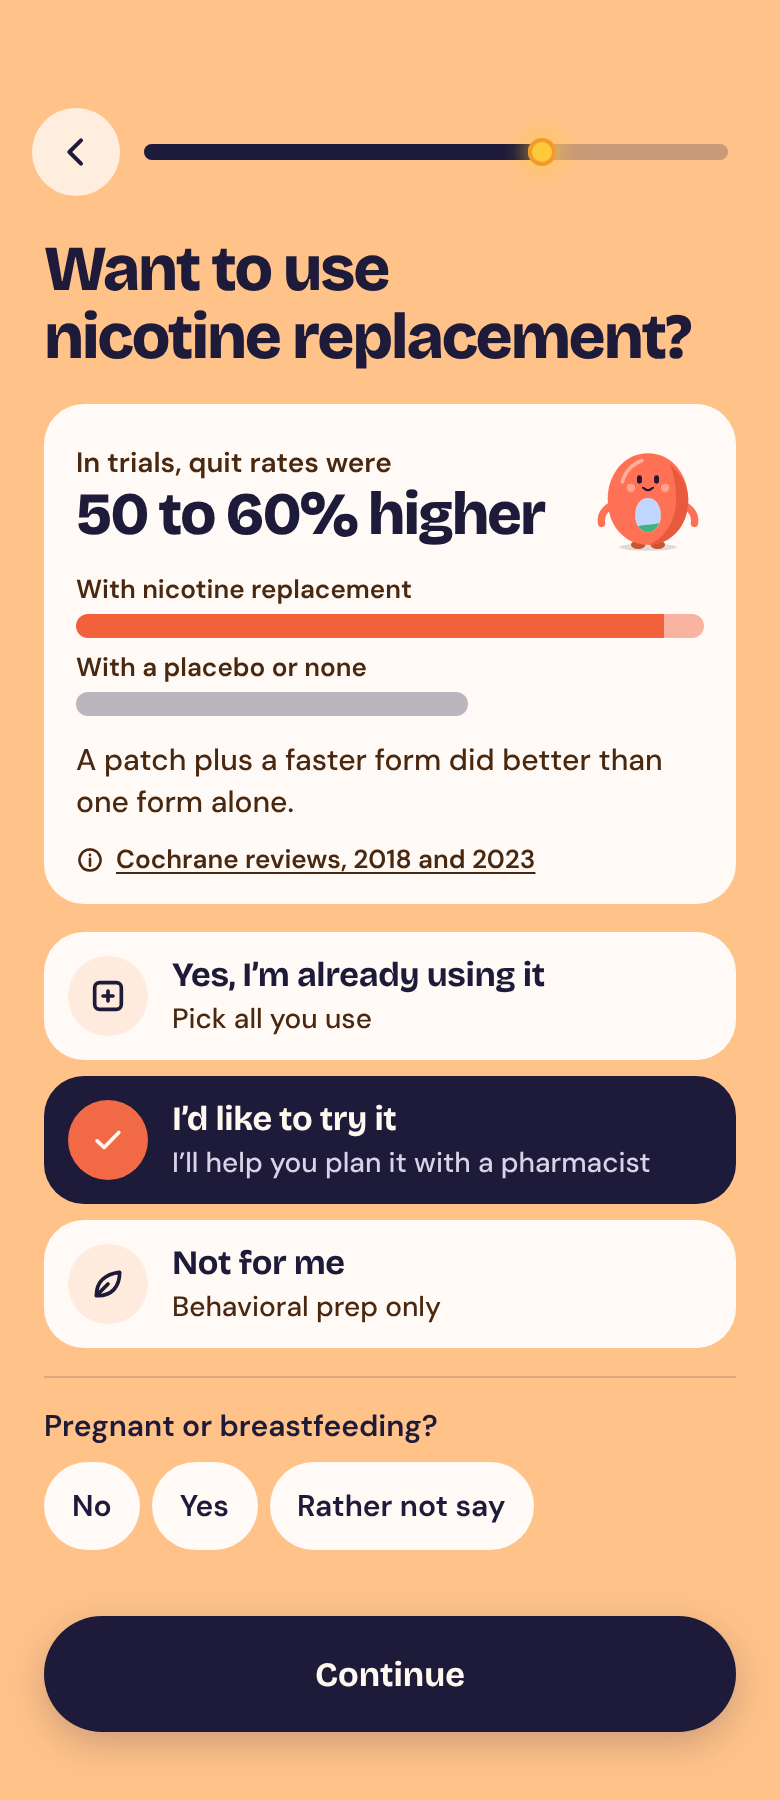 Want to use
nicotine replacement?
In trials, quit rates were
50 to 60% higher
With nicotine replacement
With a placebo or none
A patch plus a faster form did better than
one form alone.
Cochrane reviews, 2018 and 2023
Yes, I’m already using it
Pick all you use
I’d like to try it
I’ll help you plan it with a pharmacist
Not for me
Behavioral prep only
Pregnant or breastfeeding?
No
Yes
Rather not say
Continue